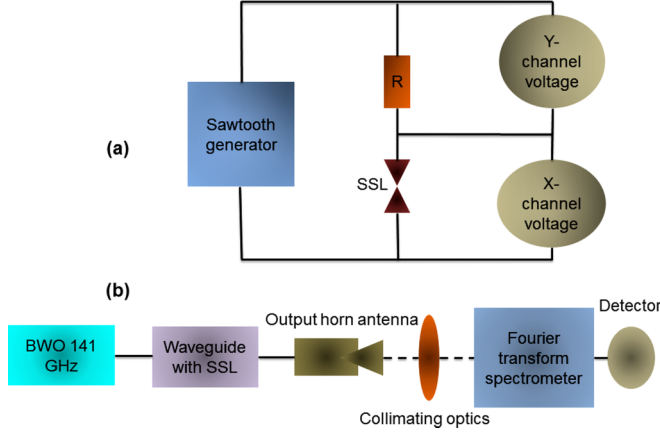 Y-
channel
voltage
R
Sawtooth
generator
(a)
SSL
X-
channel
voltage
(b)
Output horn antenna
Detector
BWO 141
GHz
Waveguide
with SSL
Fourier
transform
spectrometer
Collimating optics